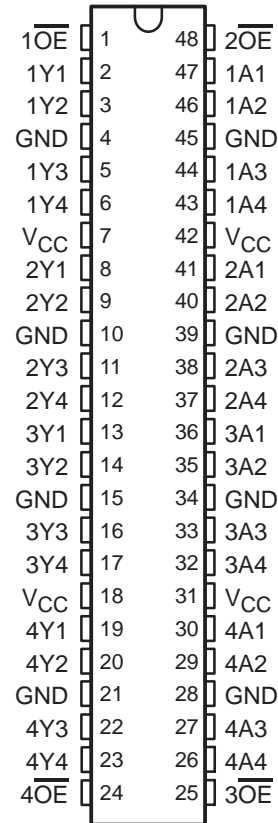 1O̅E̅ 1 48 2O̅E̅
1Y1 2 47 1A1
1Y2 3 46 1A2
GND 4 45 GND
1Y3 5 44 1A3
1Y4 6 43 1A4
VCC 7 42 VCC
2Y1 8 41 2A1
2Y2 9 40 2A2
GND 10 39 GND
2Y3 11 38 2A3
2Y4 12 37 2A4
3Y1 13 36 3A1
3Y2 14 35 3A2
GND 15 34 GND
3Y3 16 33 3A3
3Y4 17 32 3A4
VCC 18 31 VCC
4Y1 19 30 4A1
4Y2 20 29 4A2
GND 21 28 GND
4Y3 22 27 4A3
4Y4 23 26 4A4
4O̅E̅ 24 25 3O̅E̅